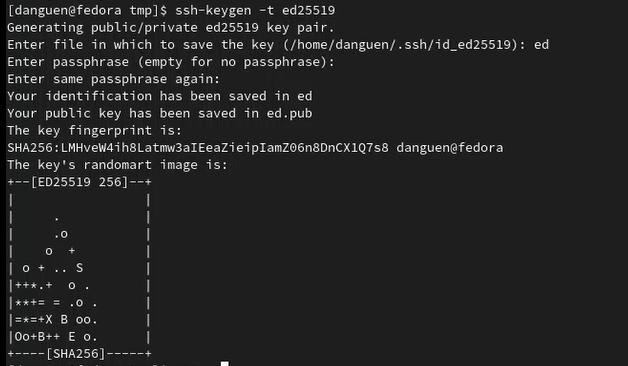 [danguen@fedora tmp]$ ssh-keygen -t ed25519
Generating public/private ed25519 key pair.
Enter file in which to save the key (/home/danguen/.ssh/id_ed25519): ed
Enter passphrase (empty for no passphrase):
Enter same passphrase again:
Your identification has been saved in ed
Your public key has been saved in ed.pub
The key fingerprint is:
SHA256:LMHveW4ih8Latmw3aIEeaZieipIamZ06n8DnCX1Q7s8 danguen@fedora
The key's randomart image is:
+--[ED25519 256]--+
|                 |
|     .           |
|     .o          |
|    o  +         |
| o + .. S        |
|++*.+  o .       |
|**+= = .o .      |
|=*=+X B oo.      |
|Oo+B++ E o.      |
+----[SHA256]-----+